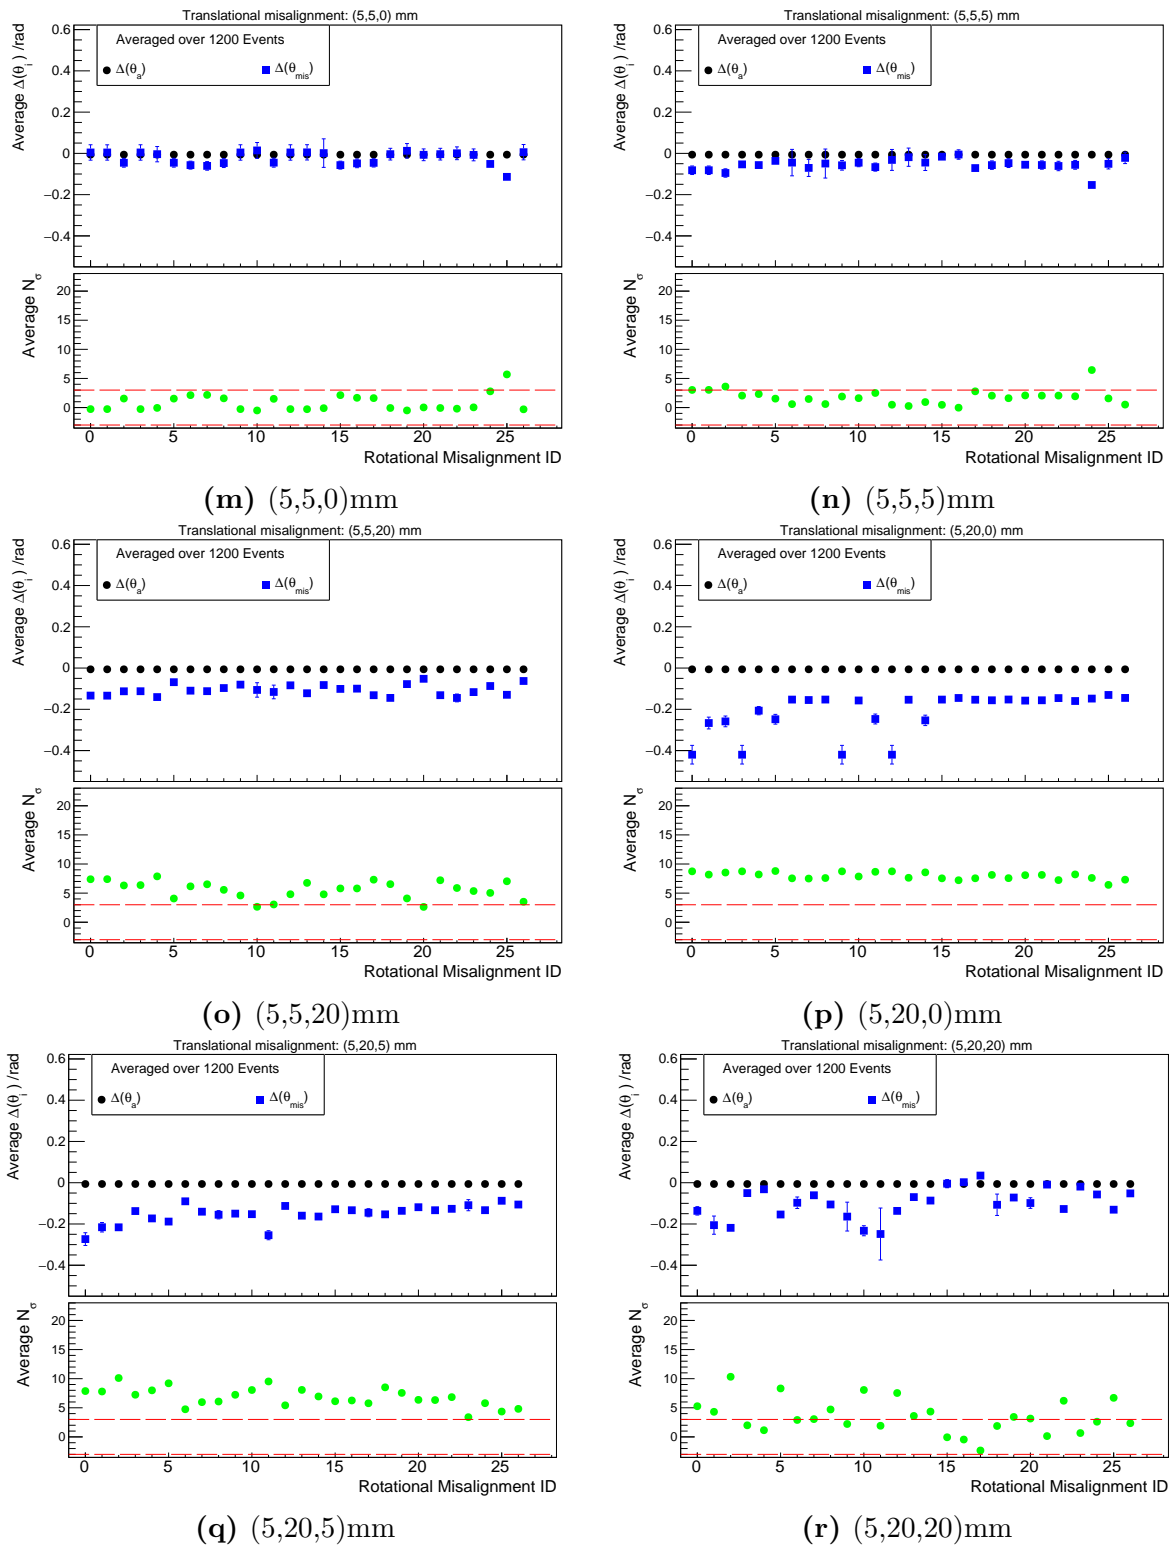 Translational misalignment: (5,5,0) mm
Averaged over 1200 Events
Δ(θa) Δ(θmis)
Average Δ(θi) /rad
0.6
0.4
0.2
0
−0.2
−0.4
Average Nσ
20
15
10
5
0
0 5 10 15 20 25
Rotational Misalignment ID
(m) (5,5,0)mm
Translational misalignment: (5,5,5) mm
Averaged over 1200 Events
Δ(θa) Δ(θmis)
Average Δ(θi) /rad
0.6
0.4
0.2
0
−0.2
−0.4
Average Nσ
20
15
10
5
0
0 5 10 15 20 25
Rotational Misalignment ID
(n) (5,5,5)mm
Translational misalignment: (5,5,20) mm
Averaged over 1200 Events
Δ(θa) Δ(θmis)
Average Δ(θi) /rad
0.6
0.4
0.2
0
−0.2
−0.4
Average Nσ
20
15
10
5
0
0 5 10 15 20 25
Rotational Misalignment ID
(o) (5,5,20)mm
Translational misalignment: (5,20,0) mm
Averaged over 1200 Events
Δ(θa) Δ(θmis)
Average Δ(θi) /rad
0.6
0.4
0.2
0
−0.2
−0.4
Average Nσ
20
15
10
5
0
0 5 10 15 20 25
Rotational Misalignment ID
(p) (5,20,0)mm
Translational misalignment: (5,20,5) mm
Averaged over 1200 Events
Δ(θa) Δ(θmis)
Average Δ(θi) /rad
0.6
0.4
0.2
0
−0.2
−0.4
Average Nσ
20
15
10
5
0
0 5 10 15 20 25
Rotational Misalignment ID
(q) (5,20,5)mm
Translational misalignment: (5,20,20) mm
Averaged over 1200 Events
Δ(θa) Δ(θmis)
Average Δ(θi) /rad
0.6
0.4
0.2
0
−0.2
−0.4
Average Nσ
20
15
10
5
0
0 5 10 15 20 25
Rotational Misalignment ID
(r) (5,20,20)mm